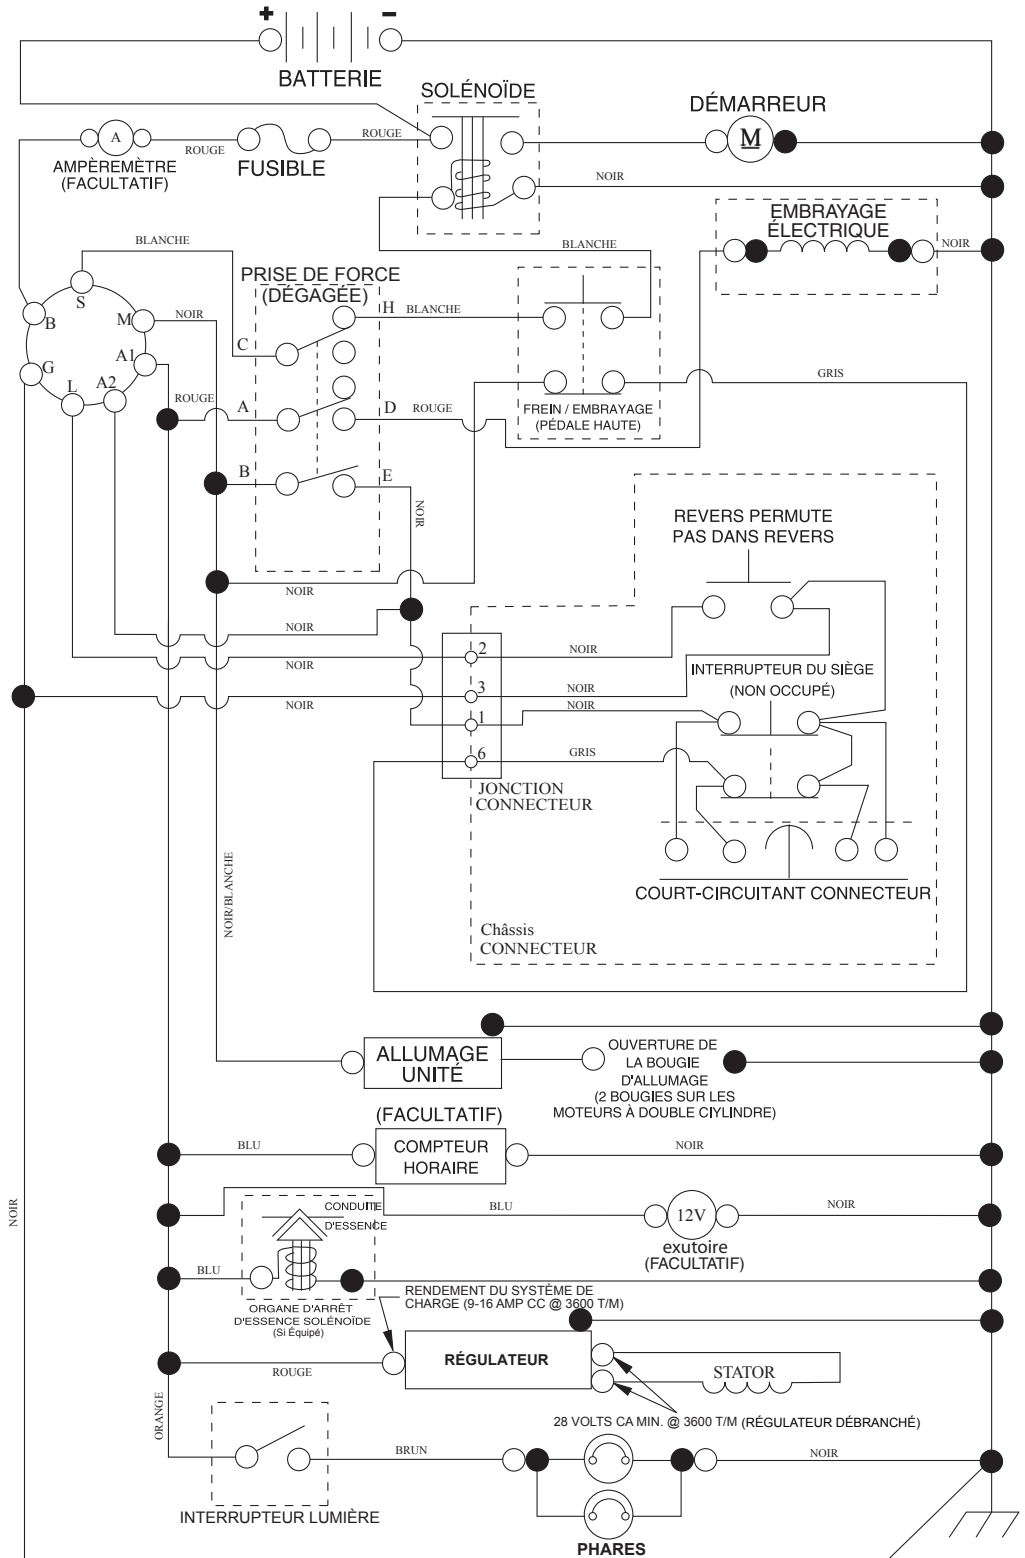 + −
BATTERIE
SOLÉNOÏDE
DÉMARREUR
A
ROUGE
ROUGE
M
AMPÈREMÈTRE
(FACULTATIF)
FUSIBLE
NOIR
EMBRAYAGE
ÉLECTRIQUE
BLANCHE
BLANCHE
NOIR
PRISE DE FORCE
(DÉGAGÉE)
S
H
BLANCHE
B
M
NOIR
C
A1
G
GRIS
L
A2
ROUGE
A
D
ROUGE
FREIN / EMBRAYAGE
(PÉDALE HAUTE)
B
E
NOIR
REVERS PERMUTE
PAS DANS REVERS
NOIR
NOIR
2
NOIR
NOIR
INTERRUPTEUR DU SIÈGE
(NON OCCUPÉ)
3
NOIR
NOIR
NOIR
1
6
GRIS
JONCTION
CONNECTEUR
NOIR/BLANCHE
COURT-CIRCUITANT CONNECTEUR
Châssis
CONNECTEUR
ALLUMAGE
UNITÉ
OUVERTURE DE
LA BOUGIE
D'ALLUMAGE
(2 BOUGIES SUR LES
MOTEURS À DOUBLE CIYLINDRE)
(FACULTATIF)
BLU
COMPTEUR
HORAIRE
NOIR
NOIR
CONDUITE
D'ESSENCE
BLU
12V
NOIR
exutoire
(FACULTATIF)
BLU
ORGANE D'ARRÊT
D'ESSENCE SOLÉNOÏDE
(Si Équipé)
RENDEMENT DU SYSTÈME DE
CHARGE (9-16 AMP CC @ 3600 T/M)
RÉGULATEUR
ROUGE
STATOR
ORANGE
28 VOLTS CA MIN. @ 3600 T/M (RÉGULATEUR DÉBRANCHÉ)
BRUN
NOIR
INTERRUPTEUR LUMIÈRE
PHARES